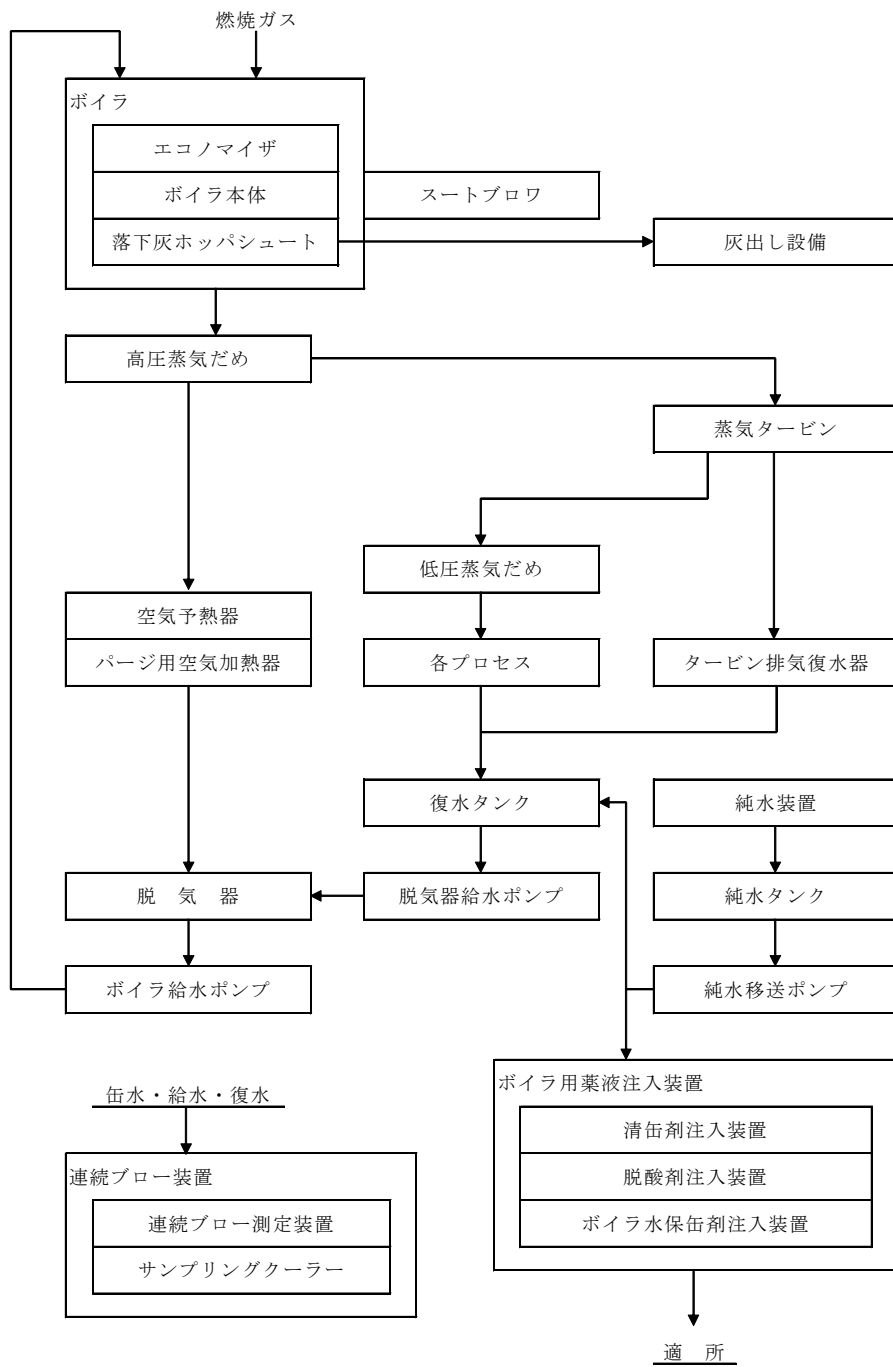 燃焼ガス
ボイラ
エコノマイザ
ボイラ本体
スートブロワ
落下灰ホッパシュート
灰出し設備
高圧蒸気だめ
蒸気タービン
低圧蒸気だめ
空気予熱器
パージ用空気加熱器
各プロセス
タービン排気復水器
復水タンク
純水装置
脱 気 器
脱気器給水ポンプ
純水タンク
ボイラ給水ポンプ
純水移送ポンプ
ボイラ用薬液注入装置
清缶剤注入装置
脱酸剤注入装置
ボイラ水保缶剤注入装置
缶水・給水・復水
連続ブロー装置
連続ブロー測定装置
サンプリングクーラー
適 所